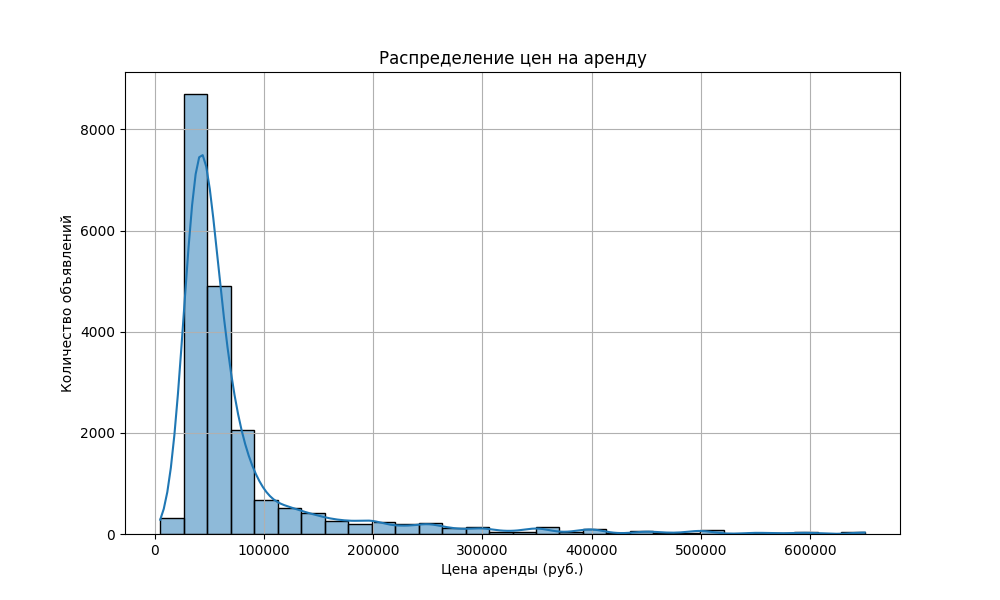 Распределение цен на аренду
Количество объявлений
8000
6000
4000
2000
0
0 100000 200000 300000 400000 500000 600000
Цена аренды (руб.)